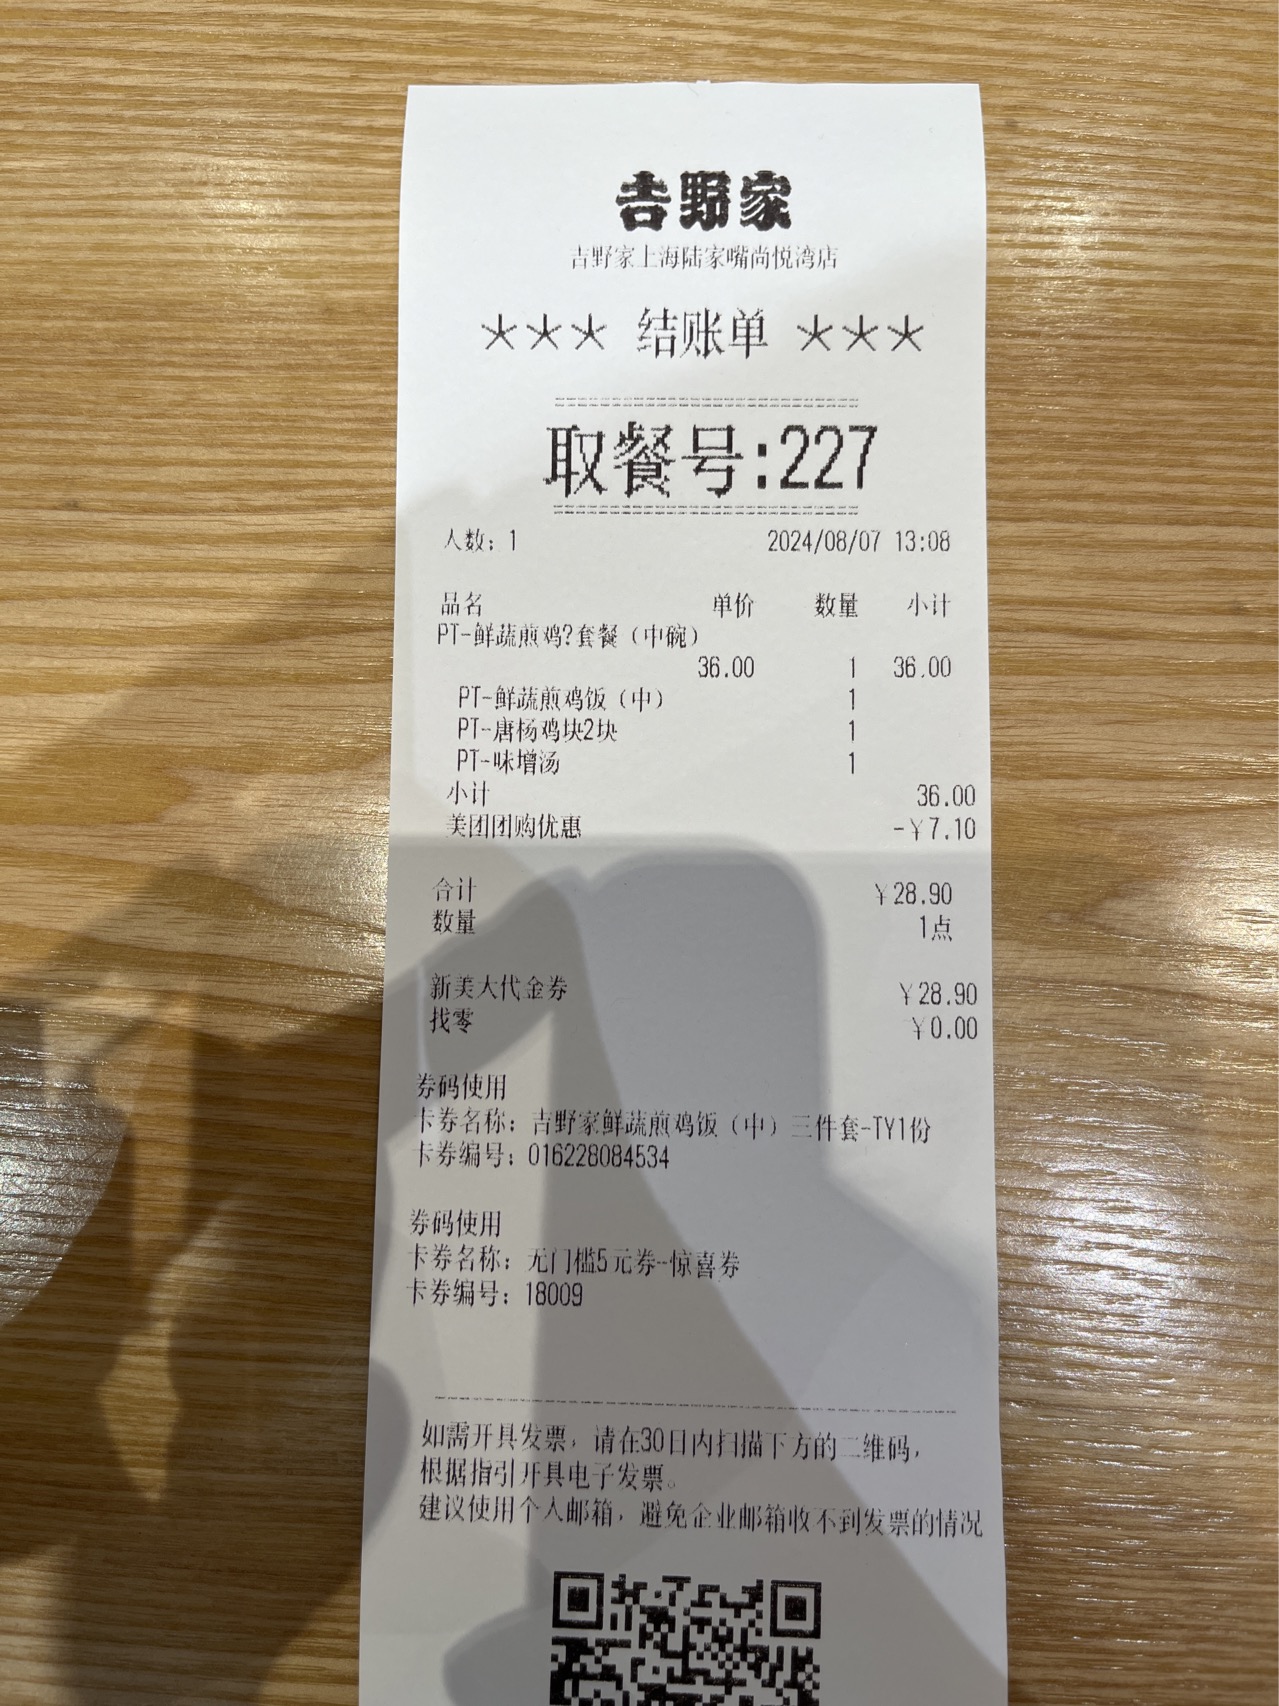 吉野家
吉野家上海陆家嘴尚悦湾店
*** 结账单 ***
取餐号:227
人数：1 2024/08/07 13:08
品名 单价 数量 小计
PT-鲜蔬煎鸡?套餐（中碗）
36.00 1 36.00
PT-鲜蔬煎鸡饭（中） 1
PT-唐杨鸡块2块 1
PT-味增汤 1
小计 36.00
美团团购优惠 -￥7.10
合计 ￥28.90
数量 1点
新美大代金券 ￥28.90
找零 ￥0.00
券码使用
卡券名称：吉野家鲜蔬煎鸡饭（中）三件套-TY1份
卡券编号：016228084534
券码使用
卡券名称：无门槛5元券-惊喜券
卡券编号：18009
如需开具发票，请在30日内扫描下方的二维码，
根据指引开具电子发票。
建议使用个人邮箱，避免企业邮箱收不到发票的情况